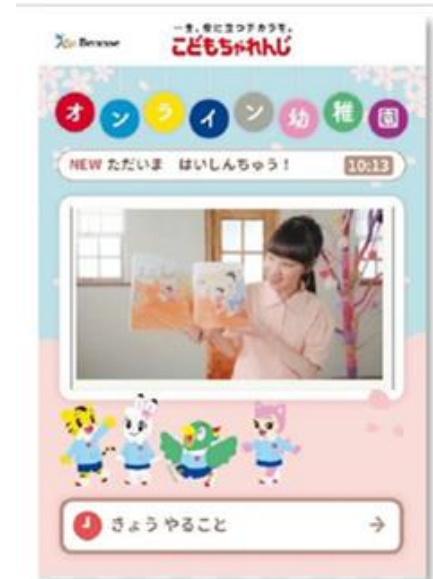 Benesse
一生、役に立つチカラを。
こどもちゃれんじ
オンライン幼稚園
NEW ただいま はいしんちゅう！ 10:13
きょう やること →